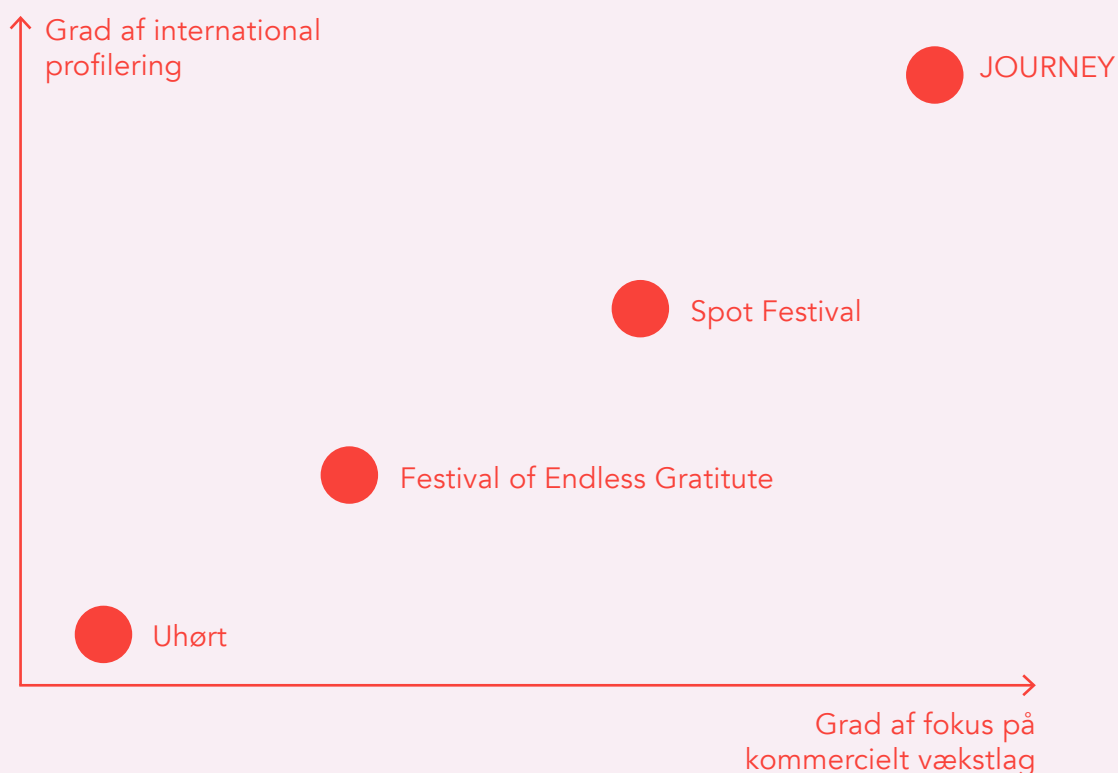 Grad af international
profilering
JOURNEY
Spot Festival
Festival of Endless Gratitute
Uhørt
Grad af fokus på
kommercielt vækstlag